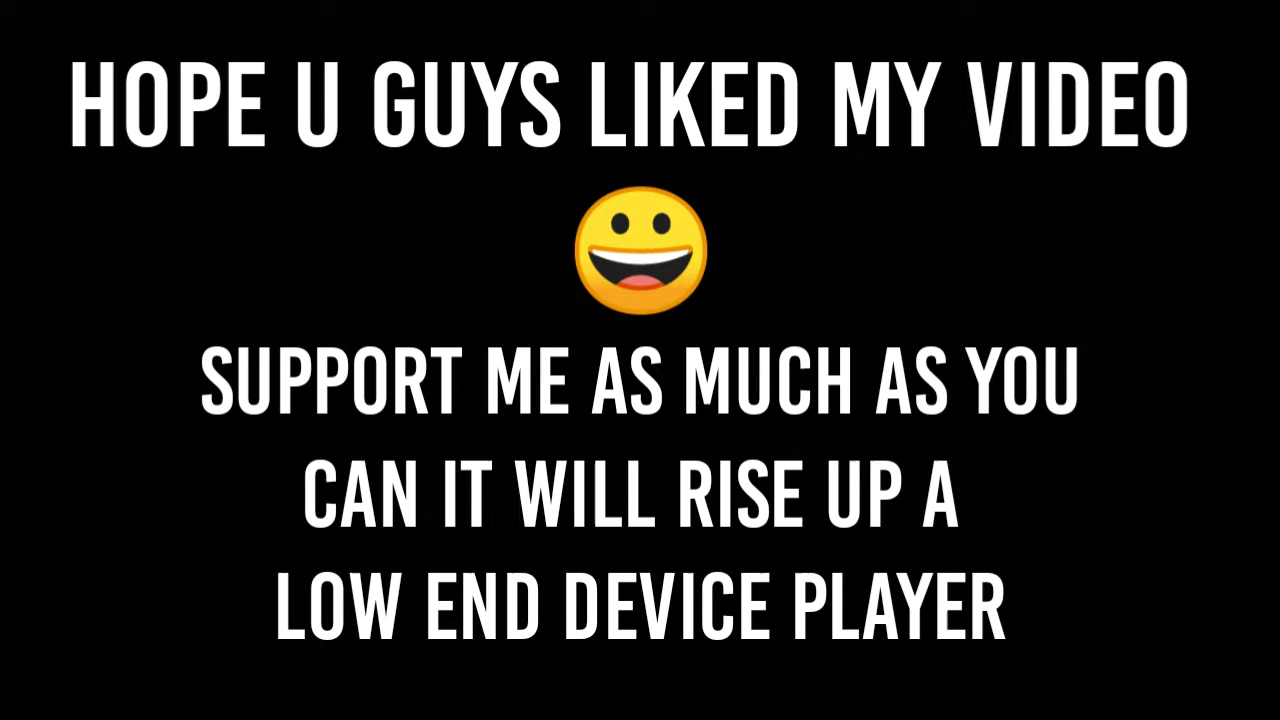 HOPE U GUYS LIKED MY VIDEO
😀
SUPPORT ME AS MUCH AS YOU
CAN IT WILL RISE UP A
LOW END DEVICE PLAYER